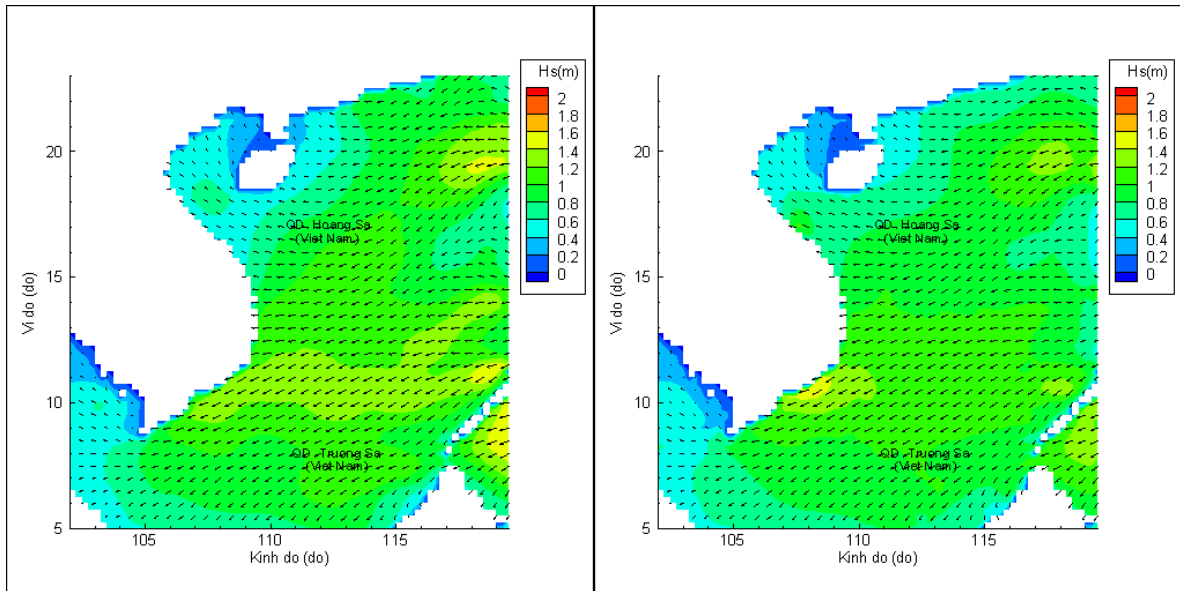 Hs(m)
2
1.8
1.6
1.4
1.2
1
0.8
0.6
0.4
0.2
0
20
15
10
5
Vi do (do)
QD - Hoang Sa
(Viet Nam)
QD -Truong Sa
(Viet Nam)
105
110
115
Kinh do (do)
Hs(m)
2
1.8
1.6
1.4
1.2
1
0.8
0.6
0.4
0.2
0
20
15
10
5
Vi do (do)
QD - Hoang Sa
(Viet Nam)
QD -Truong Sa
(Viet Nam)
105
110
115
Kinh do (do)